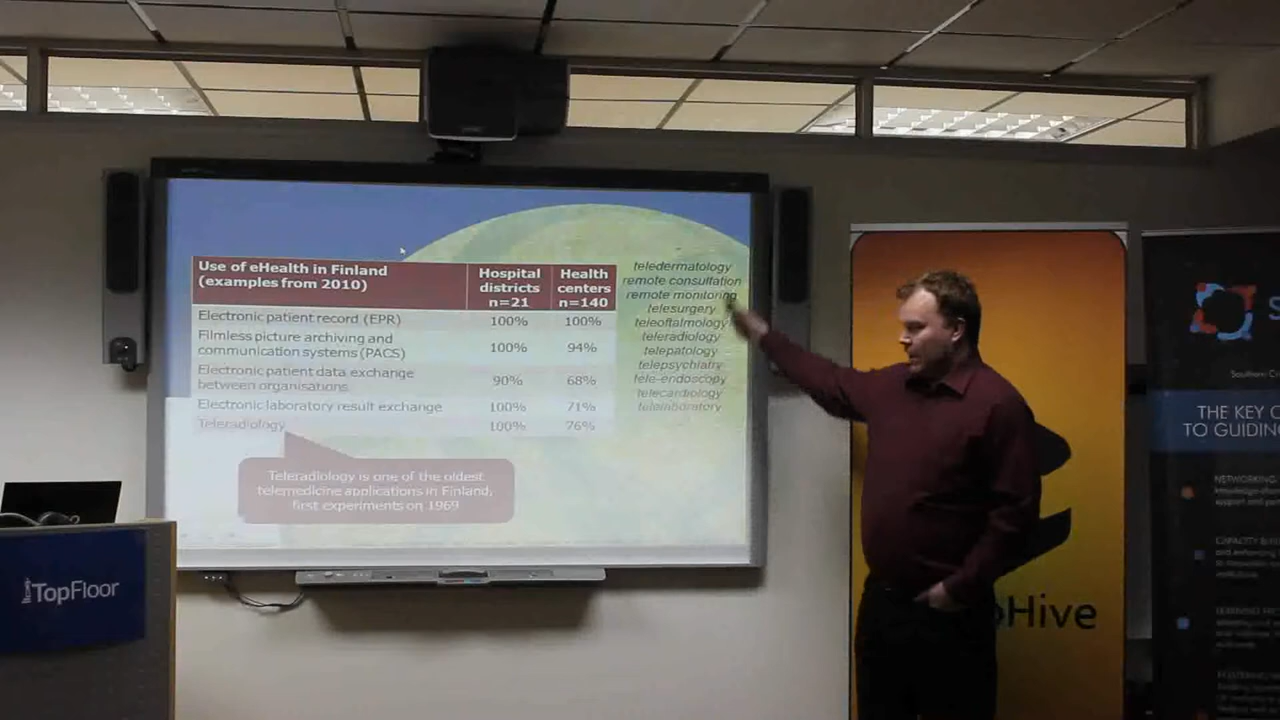 Use of eHealth in Finland
(examples from 2010)
Hospital
districts
n=21
Health
centers
n=140
Electronic patient record (EPR) 100% 100%
Filmless picture archiving and
communication systems (PACS) 100% 94%
Electronic patient data exchange
between organisations 90% 68%
Electronic laboratory result exchange 100% 71%
Teleradiology 100% 76%
Teleradiology is one of the oldest
telemedicine applications in Finland,
first experiments on 1969
teledermatology
remote consultation
remote monitoring
telesurgery
teleoftalmology
teleradiology
telepatology
telepsychiatry
tele-endoscopy
telecardiology
telelaboratory
TopFloor
Hive
S
Southern
THE KEY
TO GUIDIN
NETWORKING